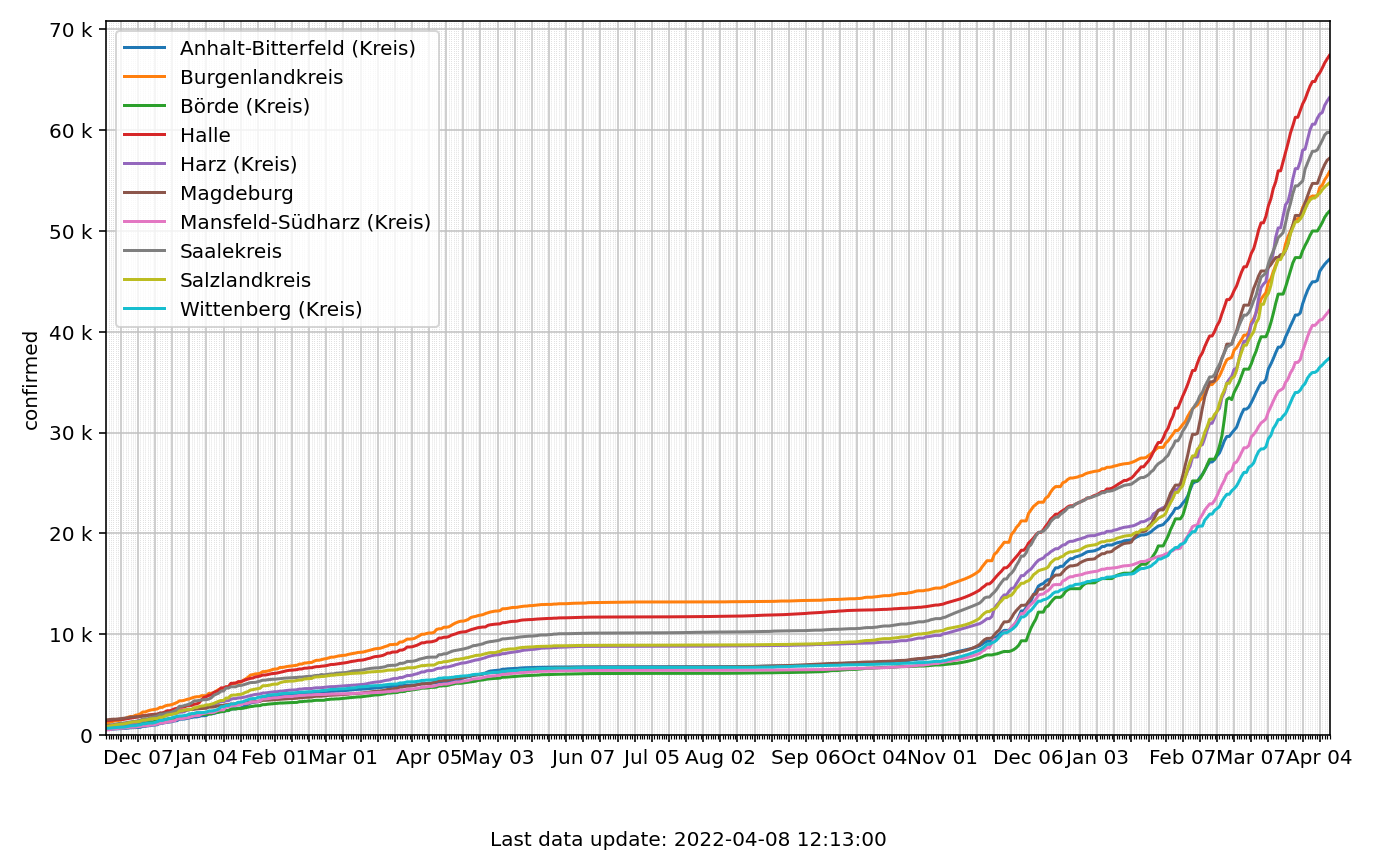 70 k
60 k
50 k
40 k
30 k
20 k
10 k
0
confirmed
Anhalt-Bitterfeld (Kreis)
Burgenlandkreis
Börde (Kreis)
Halle
Harz (Kreis)
Magdeburg
Mansfeld-Südharz (Kreis)
Saalekreis
Salzlandkreis
Wittenberg (Kreis)
Dec 07 Jan 04 Feb 01 Mar 01 Apr 05 May 03 Jun 07 Jul 05 Aug 02 Sep 06 Oct 04 Nov 01 Dec 06 Jan 03 Feb 07 Mar 07 Apr 04
Last data update: 2022-04-08 12:13:00